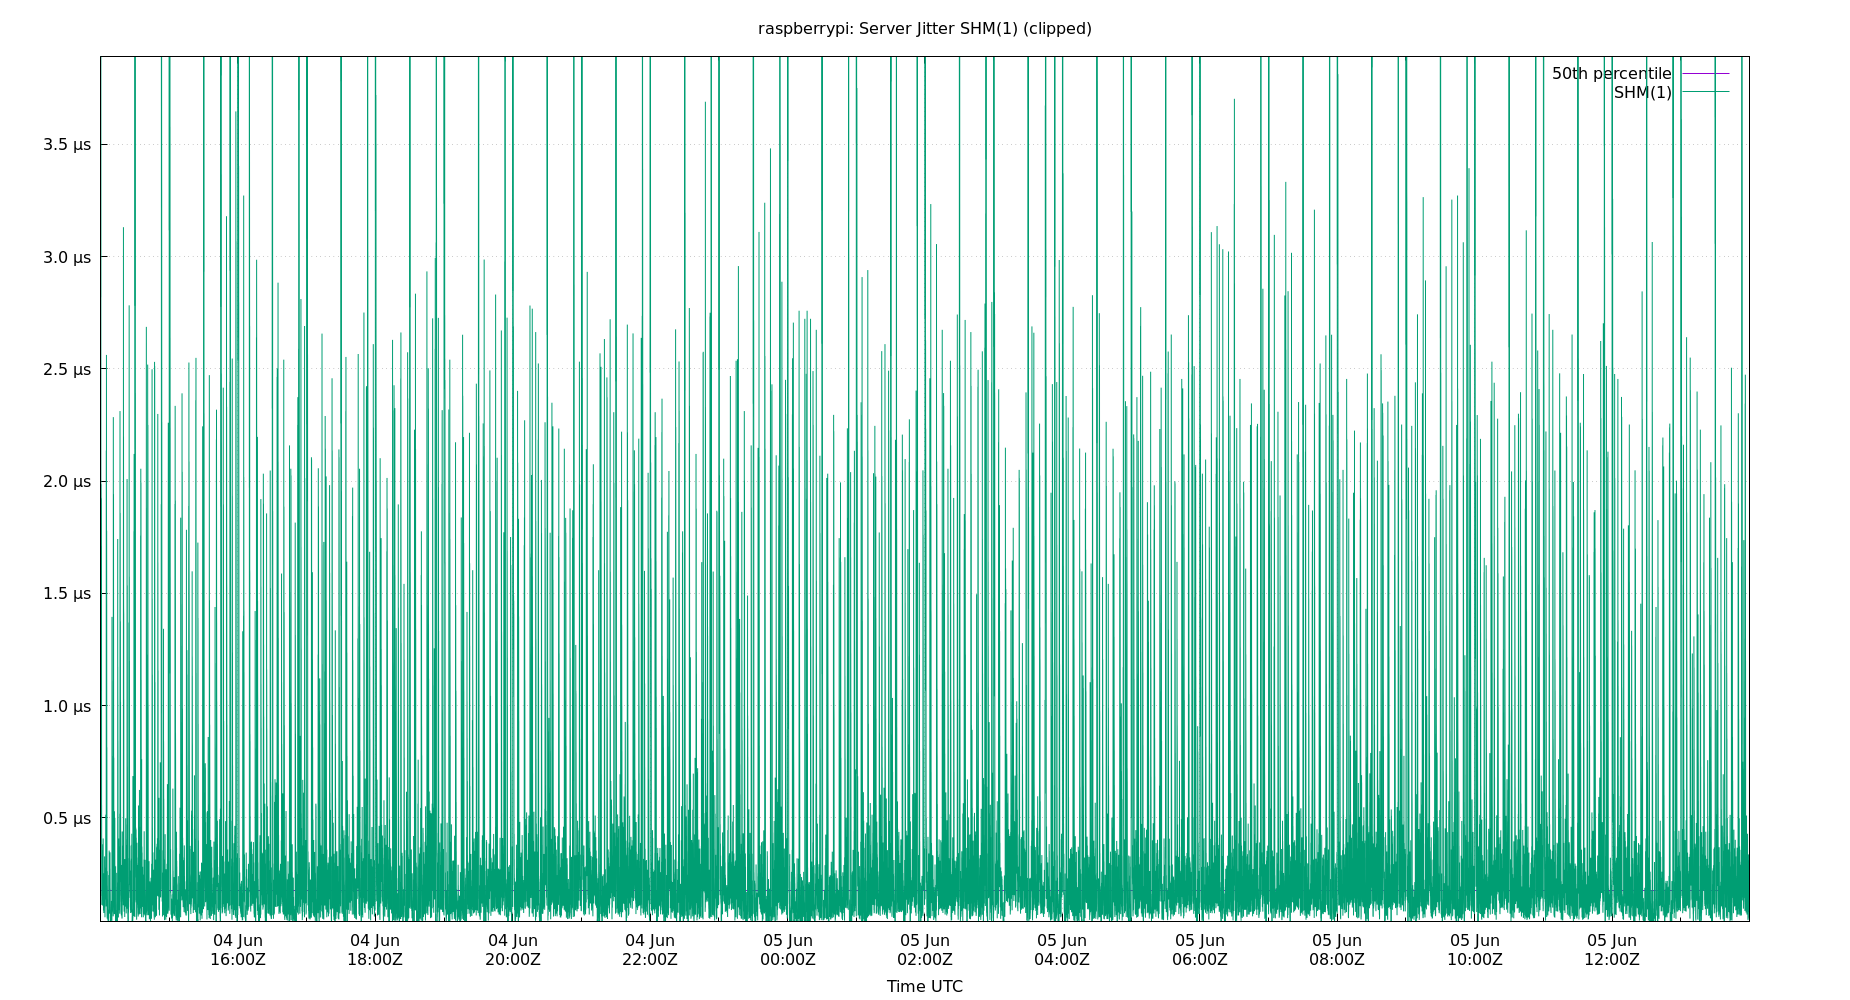 raspberrypi: Server Jitter SHM(1) (clipped)
50th percentile
SHM(1)
3.5 µs
3.0 µs
2.5 µs
2.0 µs
1.5 µs
1.0 µs
0.5 µs
04 Jun 04 Jun 04 Jun 04 Jun 05 Jun 05 Jun 05 Jun 05 Jun 05 Jun 05 Jun 05 Jun
16:00Z 18:00Z 20:00Z 22:00Z 00:00Z 02:00Z 04:00Z 06:00Z 08:00Z 10:00Z 12:00Z
Time UTC